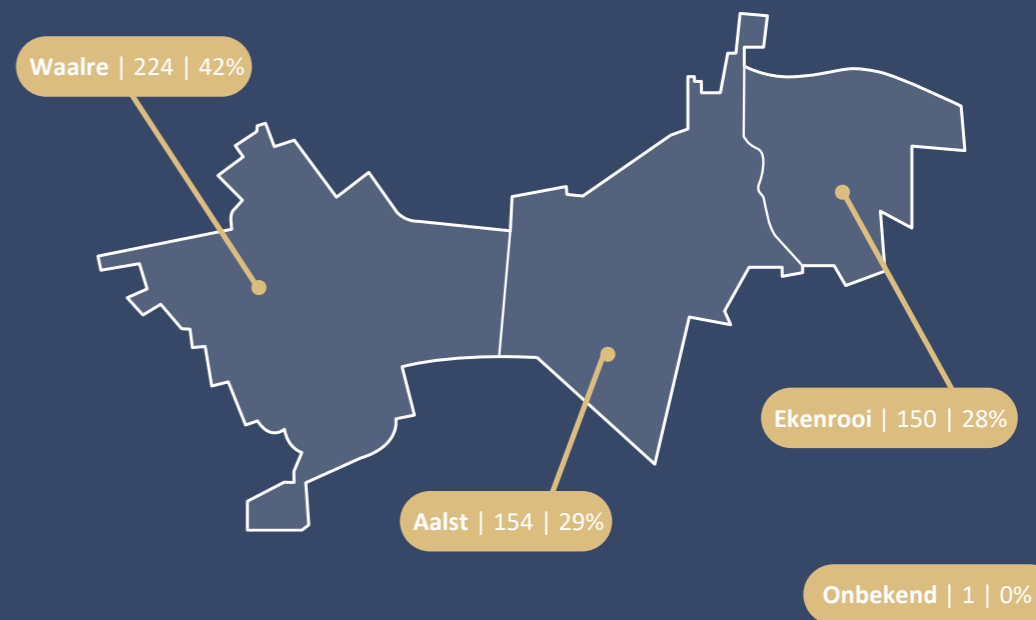 Waalre | 224 | 42%
Ekenrooi | 150 | 28%
Aalst | 154 | 29%
Onbekend | 1 | 0%